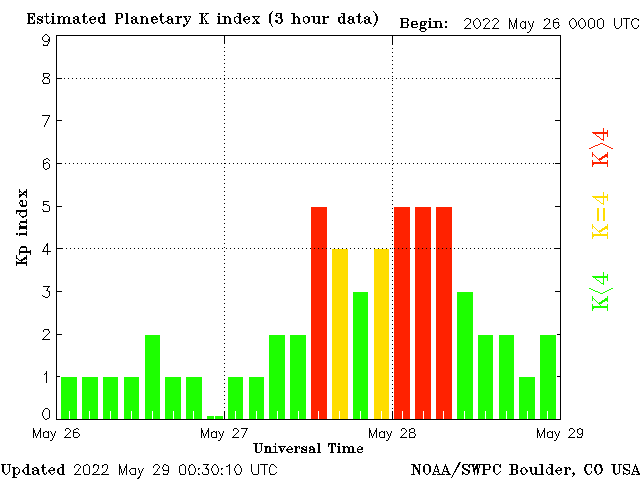 Estimated Planetary K index (3 hour data)
Begin: 2022 May 26 0000 UTC
9
8
7
6
5
4
3
2
1
0
Kp index
K>4
K=4
K<4
May 26
May 27
May 28
May 29
Universal Time
Updated 2022 May 29 00:30:10 UTC
NOAA/SWPC Boulder, CO USA